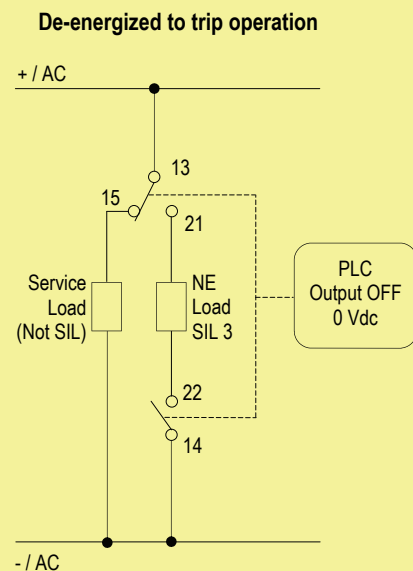 De-energized to trip operation
+ / AC
13
15
21
Service
Load
(Not SIL)
NE
Load
SIL 3
PLC
Output OFF
0 Vdc
22
14
- / AC